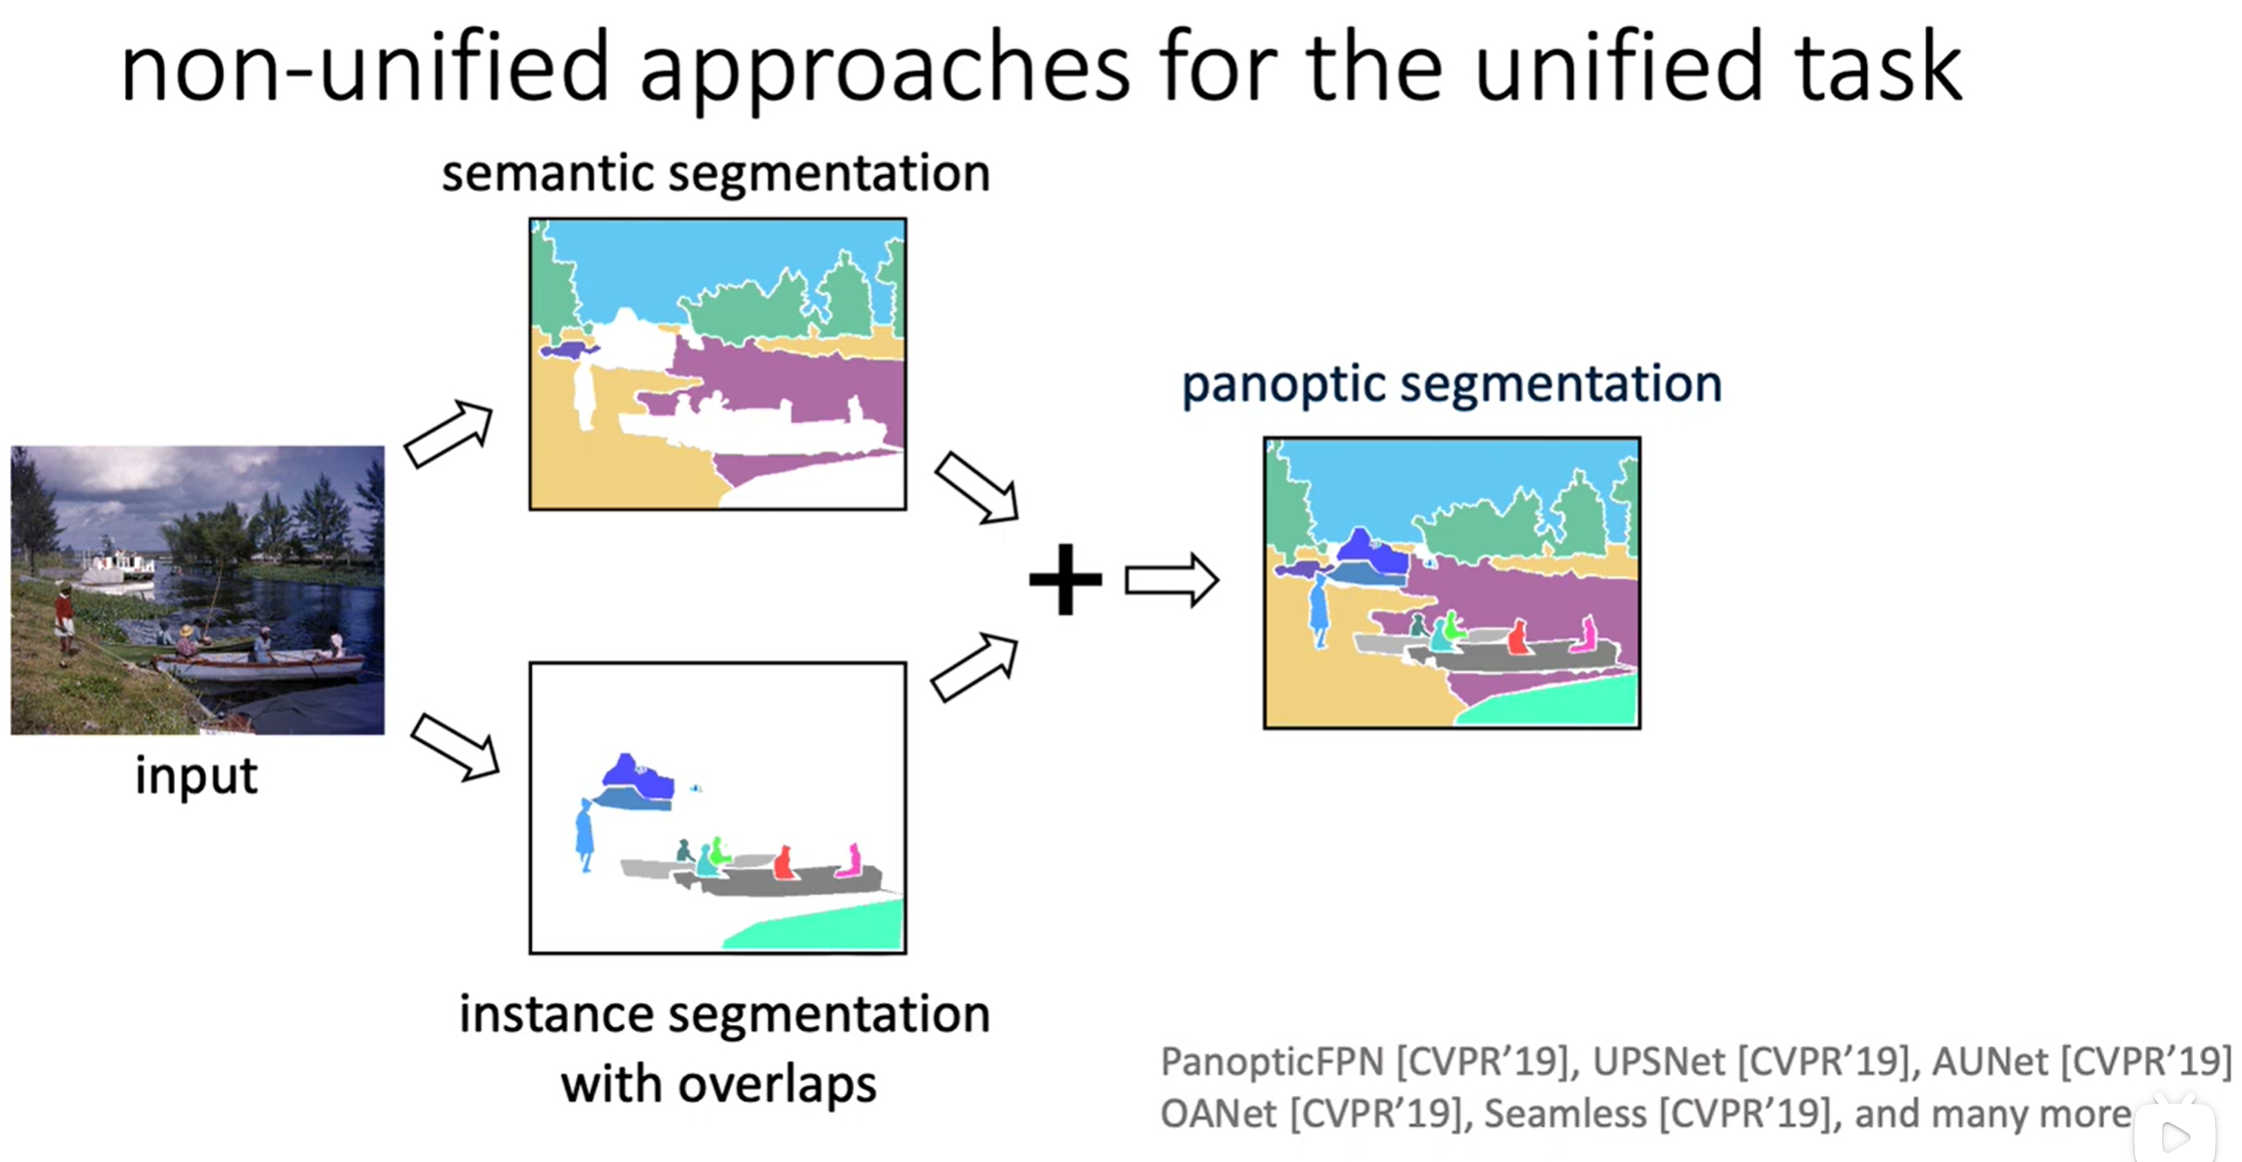 non-unified approaches for the unified task
semantic segmentation
panoptic segmentation
input
instance segmentation
with overlaps
PanopticFPN [CVPR’19], UPSNet [CVPR’19], AUNet [CVPR’19]
OANet [CVPR’19], Seamless [CVPR’19], and many more